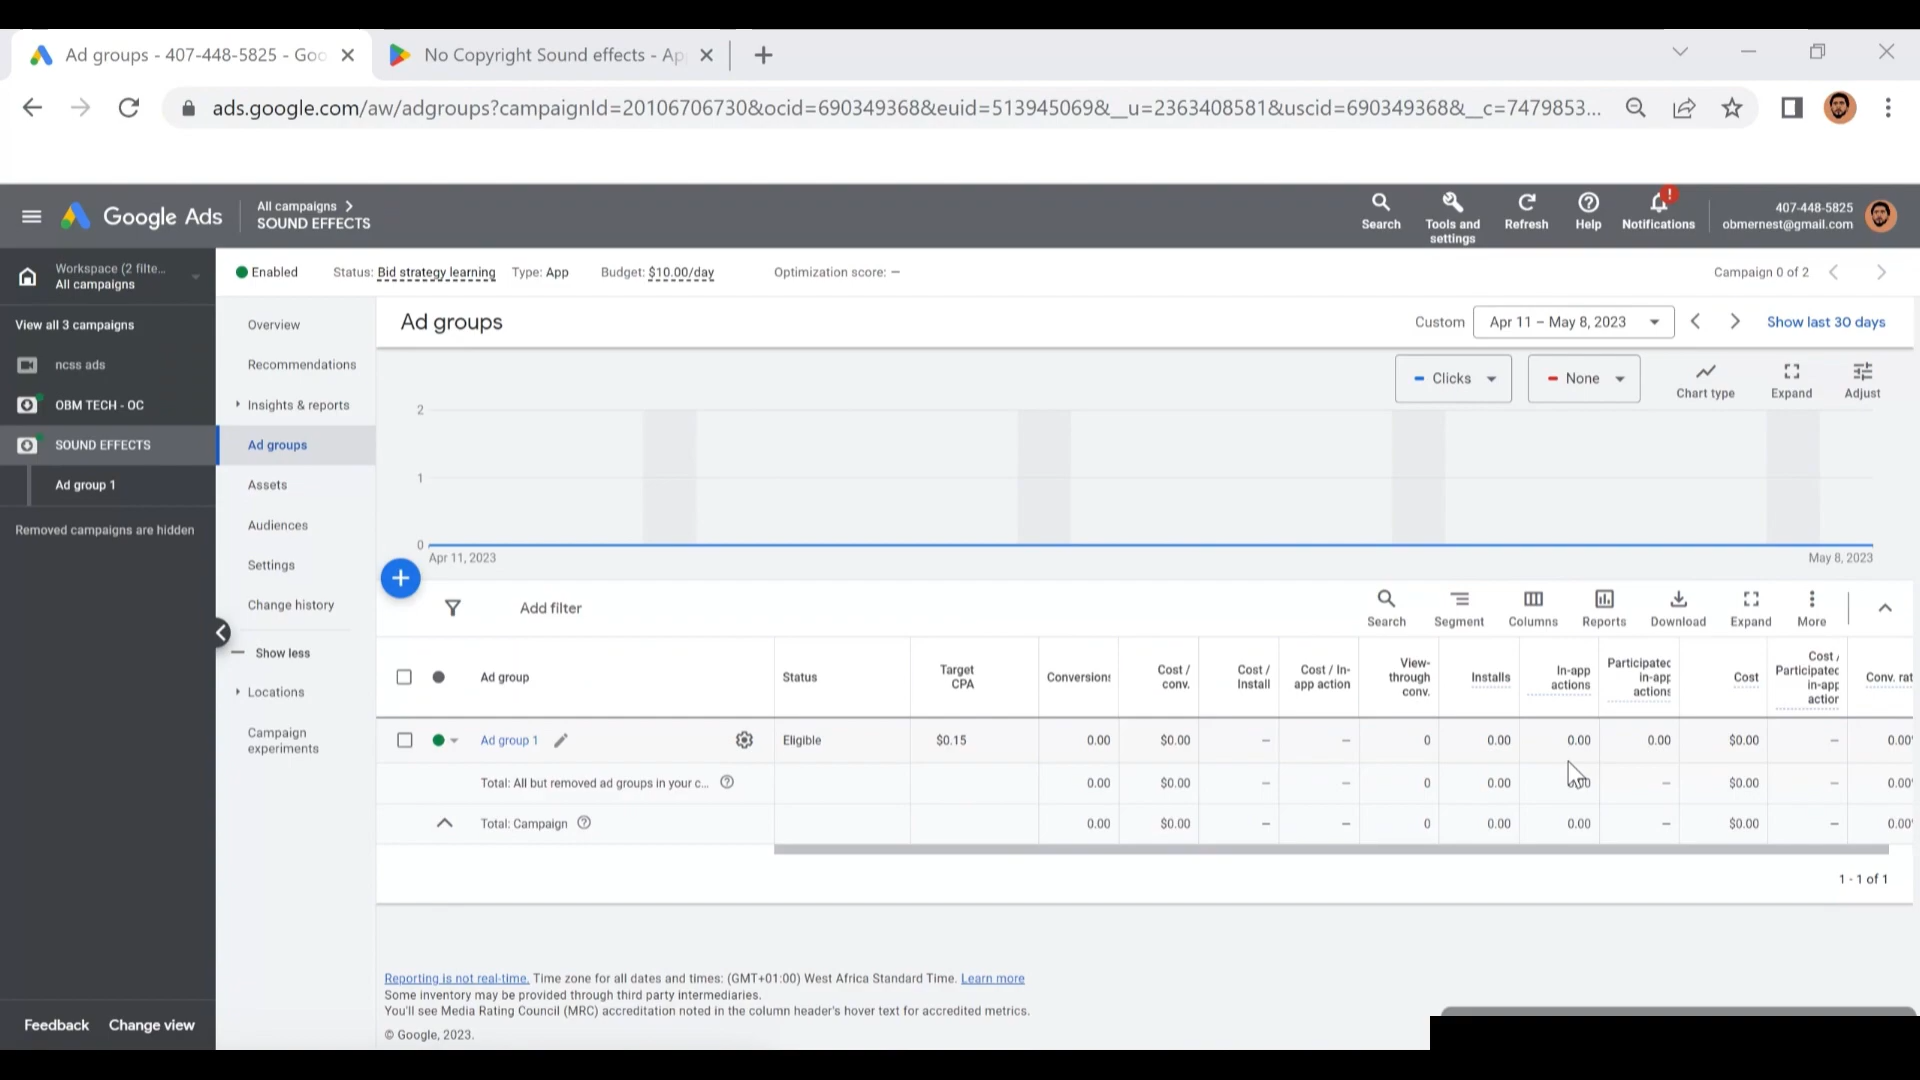 Ad groups - 407-448-5825 - Goo
No Copyright Sound effects - Ap
ads.google.com/aw/adgroups?campaignId=20106706730&ocid=690349368&euid=513945069&__u=2363408581&uscid=690349368&__c=7479853...
Google Ads
All campaigns
SOUND EFFECTS
Search
Tools and
settings
Refresh
Help
!
Notifications
407-448-5825
obmernest@gmail.com
Workspace (2 filte...
All campaigns
Enabled
Status: Bid strategy learning
Type: App
Budget: $10.00/day
Optimization score: –
Campaign 0 of 2
View all 3 campaigns
ncss ads
OBM TECH - OC
SOUND EFFECTS
Ad group 1
Removed campaigns are hidden
Feedback
Change view
Overview
Recommendations
Insights & reports
Ad groups
Assets
Audiences
Settings
Change history
Show less
Locations
Campaign
experiments
Ad groups
Custom
Apr 11 – May 8, 2023
Show last 30 days
Clicks
None
Chart type
Expand
Adjust
2
1
0
Apr 11, 2023
May 8, 2023
Add filter
Search
Segment
Columns
Reports
Download
Expand
More
Ad group
Status
Target
CPA
Conversions
Cost /
conv.
Cost /
Install
Cost / In-
app action
View-
through
conv.
Installs
In-app
actions
Participated
in-app
actions
Cost
Cost /
Participated
in-app
action
Conv. rat
Ad group 1 Eligible $0.15 0.00 $0.00 – – 0 0.00 0.00 0.00 $0.00 – 0.00
Total: All but removed ad groups in your c... 0.00 $0.00 – – 0 0.00 0.00 – $0.00 – 0.00
Total: Campaign 0.00 $0.00 – – 0 0.00 0.00 – $0.00 – 0.00
1 - 1 of 1
Reporting is not real-time. Time zone for all dates and times: (GMT+01:00) West Africa Standard Time. Learn more
Some inventory may be provided through third party intermediaries.
You'll see Media Rating Council (MRC) accreditation noted in the column header's hover text for accredited metrics.
© Google, 2023.